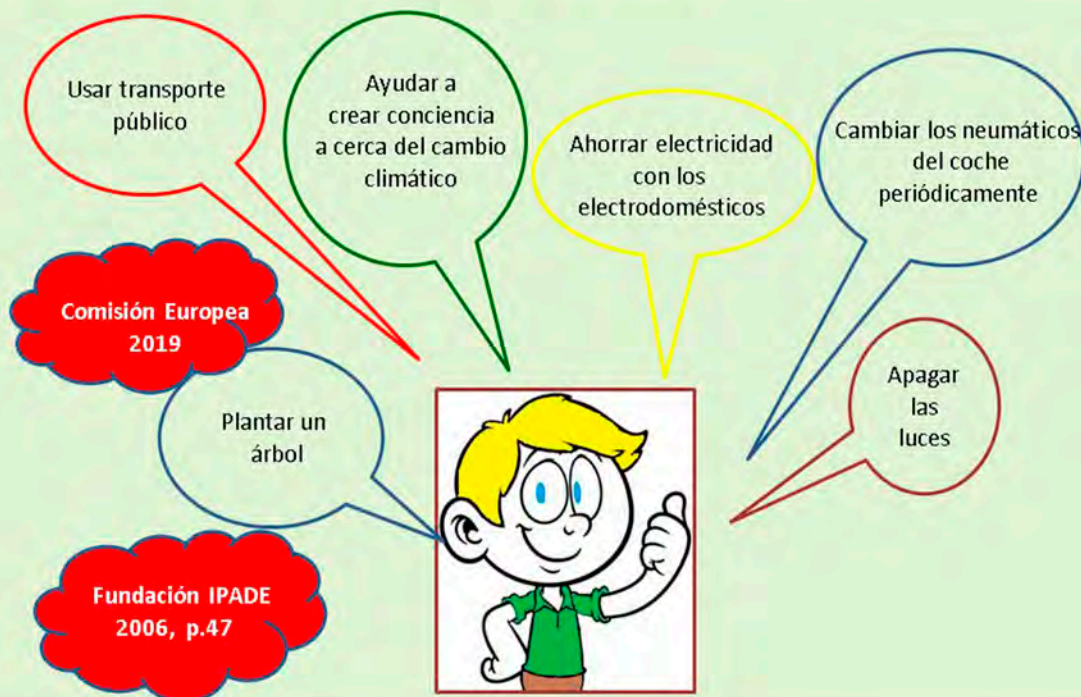 Usar transporte
público
Ayudar a
crear conciencia
a cerca del cambio
climático
Ahorrar electricidad
con los
electrodomésticos
Cambiar los neumáticos
del coche
periódicamente
Comisión Europea
2019
Plantar un
árbol
Apagar
las
luces
Fundación IPADE
2006, p.47